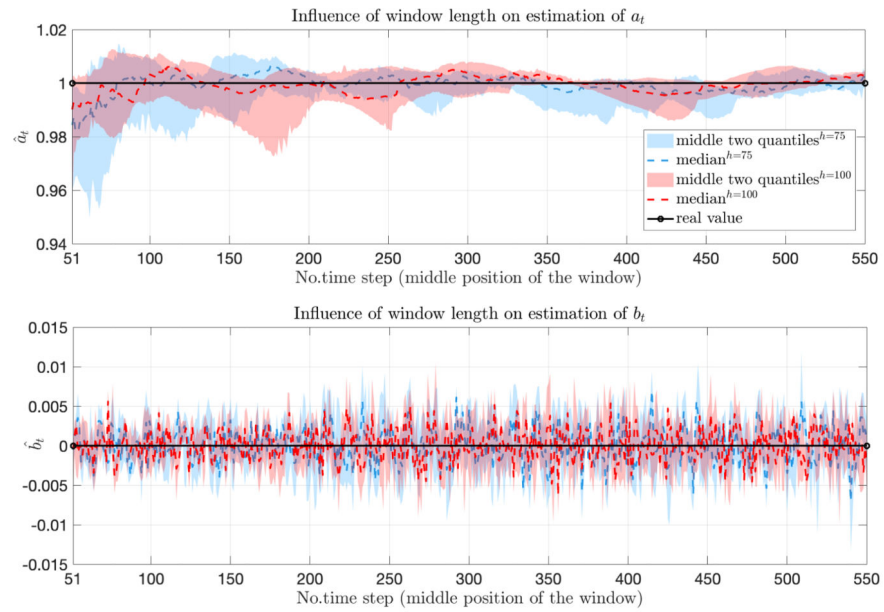 Influence of window length on estimation of aₜ
1.02
1
0.98
0.96
0.94
âₜ
middle two quantiles^{h=75}
median^{h=75}
middle two quantiles^{h=100}
median^{h=100}
real value
51 100 150 200 250 300 350 400 450 500 550
No.time step (middle position of the window)
Influence of window length on estimation of bₜ
0.015
0.01
0.005
0
-0.005
-0.01
-0.015
b̂ₜ
51 100 150 200 250 300 350 400 450 500 550
No.time step (middle position of the window)